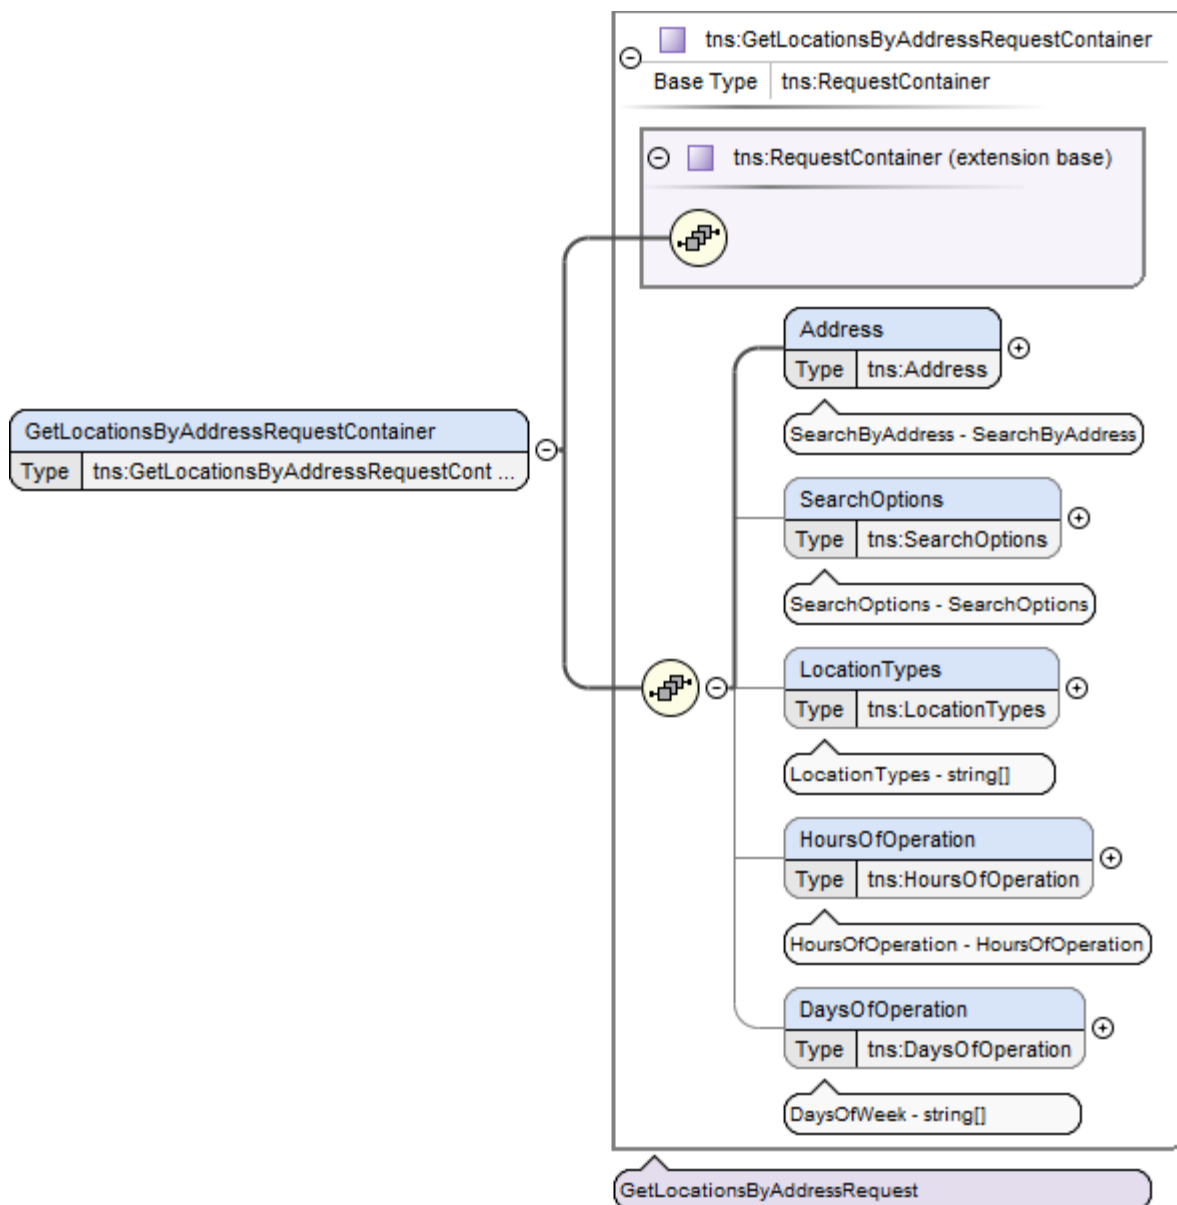 tns:GetLocationsByAddressRequestContainer
Base Type tns:RequestContainer
tns:RequestContainer (extension base)
Address
Type tns:Address
SearchByAddress - SearchByAddress
GetLocationsByAddressRequestContainer
Type tns:GetLocationsByAddressRequestCont ...
SearchOptions
Type tns:SearchOptions
SearchOptions - SearchOptions
LocationTypes
Type tns:LocationTypes
LocationTypes - string[]
HoursOfOperation
Type tns:HoursOfOperation
HoursOfOperation - HoursOfOperation
DaysOfOperation
Type tns:DaysOfOperation
DaysOfWeek - string[]
GetLocationsByAddressRequest